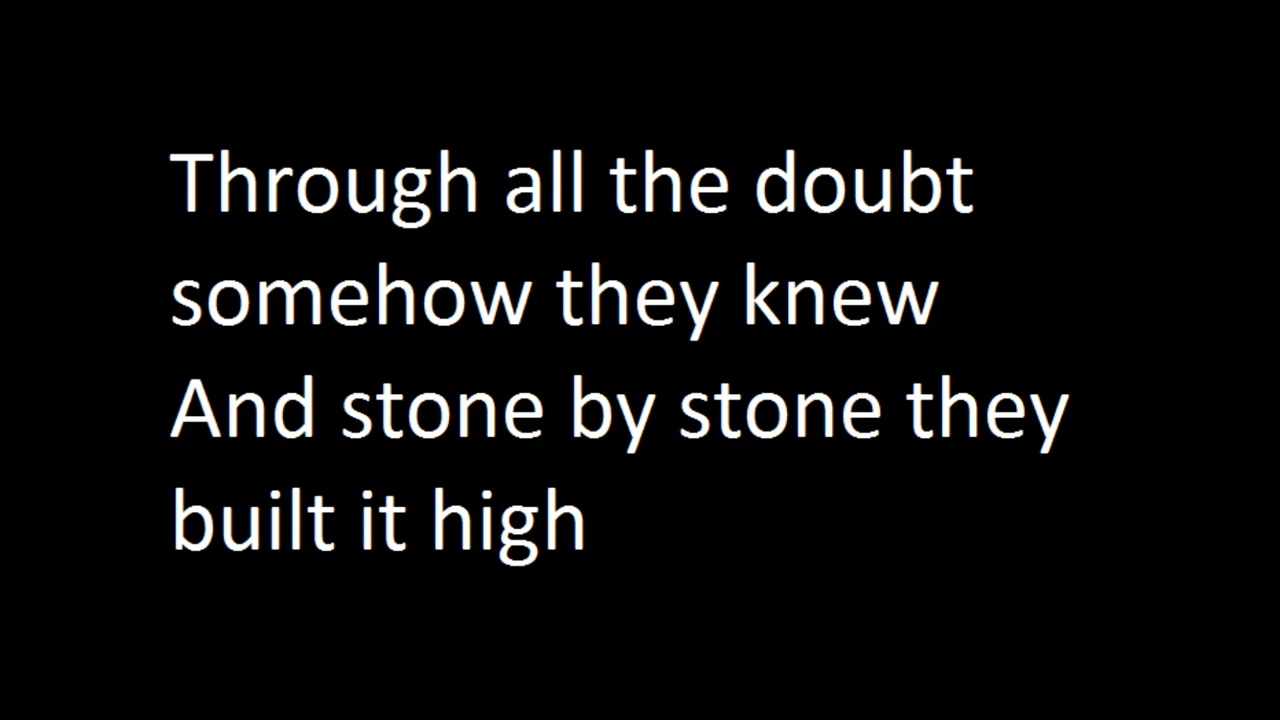 Through all the doubt
somehow they knew
And stone by stone they
built it high